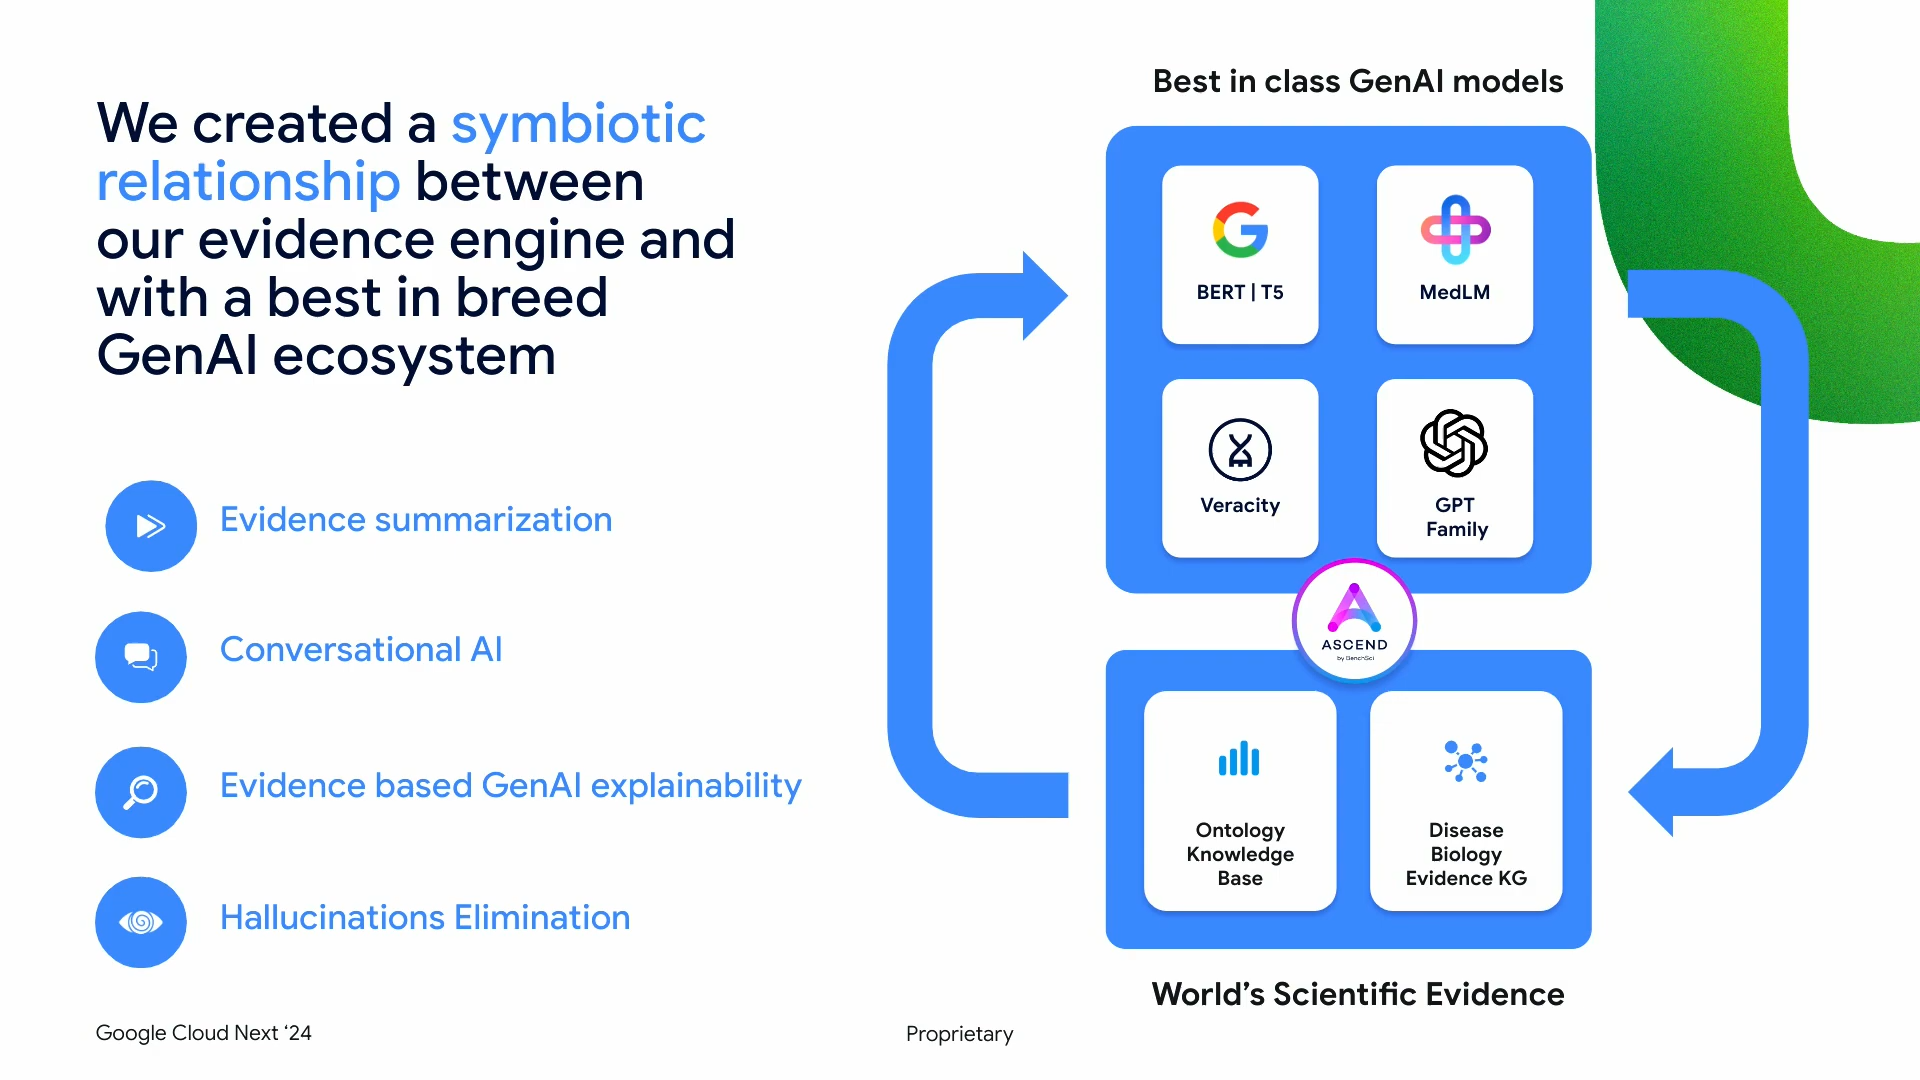 We created a symbiotic
relationship between
our evidence engine and
with a best in breed
GenAI ecosystem
Evidence summarization
Conversational AI
Evidence based GenAI explainability
Hallucinations Elimination
Best in class GenAI models
BERT | T5
MedLM
Veracity
GPT
Family
ASCEND
by BenchSci
Ontology
Knowledge
Base
Disease
Biology
Evidence KG
World’s Scientific Evidence
Google Cloud Next ‘24
Proprietary